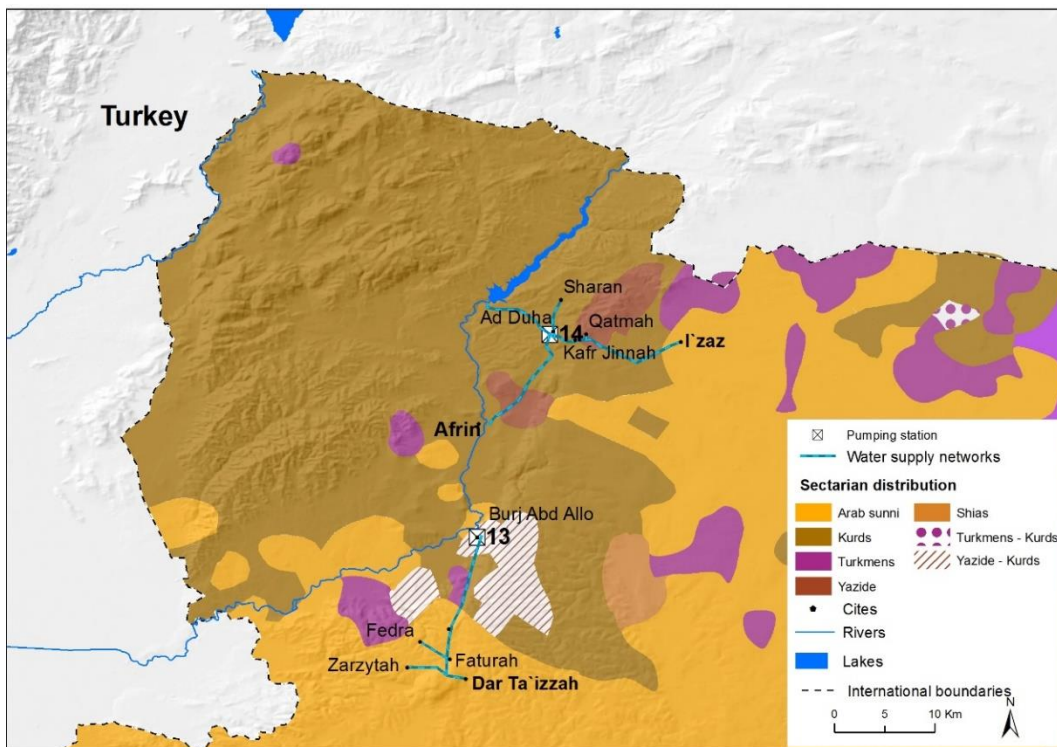 Turkey
Sharan
Ad Duha
14
Qatmah
Kafr Jinnah
I`zaz
Afrin
Burj Abd Allo
13
Fedra
Zarzytah
Faturah
Dar Ta`izzah
Pumping station
Water supply networks
Sectarian distribution
Arab sunni
Shias
Kurds
Turkmens - Kurds
Turkmens
Yazide - Kurds
Yazide
Cites
Rivers
Lakes
International boundaries
0 5 10 Km
N